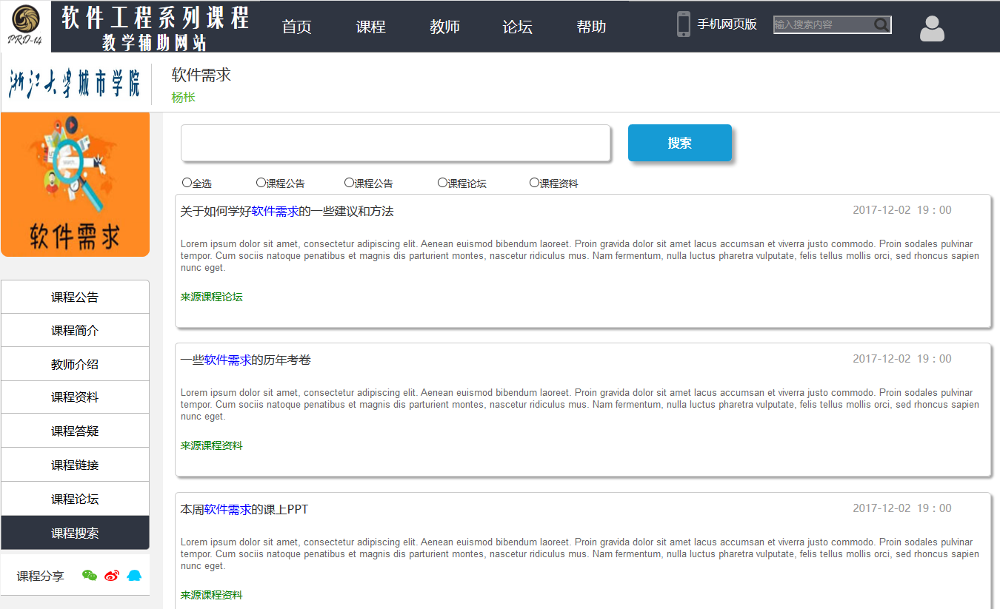 PRD-14
软件工程系列课程
教学辅助网站
首页
课程
教师
论坛
帮助
手机网页版
输入搜索内容
浙江大学城市学院
软件需求
杨枨
软件需求
搜索
全选
课程公告
课程公告
课程论坛
课程资料
关于如何学好软件需求的一些建议和方法
2017-12-02 19：00
Lorem ipsum dolor sit amet, consectetur adipiscing elit. Aenean euismod bibendum laoreet. Proin gravida dolor sit amet lacus accumsan et viverra justo commodo. Proin sodales pulvinar
tempor. Cum sociis natoque penatibus et magnis dis parturient montes, nascetur ridiculus mus. Nam fermentum, nulla luctus pharetra vulputate, felis tellus mollis orci, sed rhoncus sapien
nunc eget.
来源课程论坛
一些软件需求的历年考卷
2017-12-02 19：00
Lorem ipsum dolor sit amet, consectetur adipiscing elit. Aenean euismod bibendum laoreet. Proin gravida dolor sit amet lacus accumsan et viverra justo commodo. Proin sodales pulvinar
tempor. Cum sociis natoque penatibus et magnis dis parturient montes, nascetur ridiculus mus. Nam fermentum, nulla luctus pharetra vulputate, felis tellus mollis orci, sed rhoncus sapien
nunc eget.
来源课程资料
本周软件需求的课上PPT
2017-12-02 19：00
Lorem ipsum dolor sit amet, consectetur adipiscing elit. Aenean euismod bibendum laoreet. Proin gravida dolor sit amet lacus accumsan et viverra justo commodo. Proin sodales pulvinar
tempor. Cum sociis natoque penatibus et magnis dis parturient montes, nascetur ridiculus mus. Nam fermentum, nulla luctus pharetra vulputate, felis tellus mollis orci, sed rhoncus sapien
nunc eget.
来源课程资料
课程公告
课程简介
教师介绍
课程资料
课程答疑
课程链接
课程论坛
课程搜索
课程分享